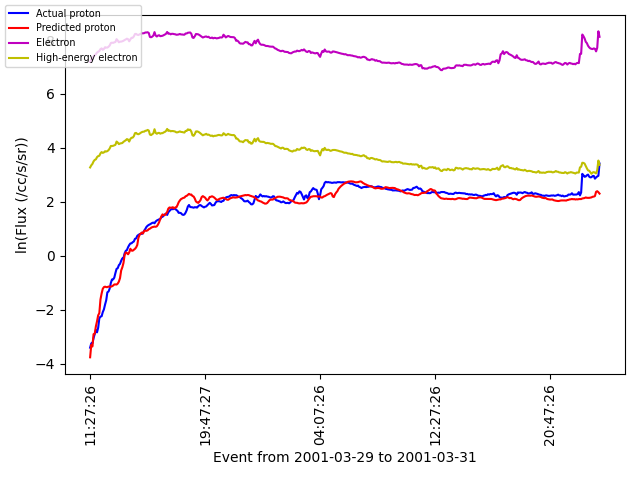 Actual proton
Predicted proton
Electron
High-energy electron
6
4
2
0
−2
−4
ln(Flux (/cc/s/sr))
11:27:26
19:47:27
04:07:26
12:27:26
20:47:26
Event from 2001-03-29 to 2001-03-31